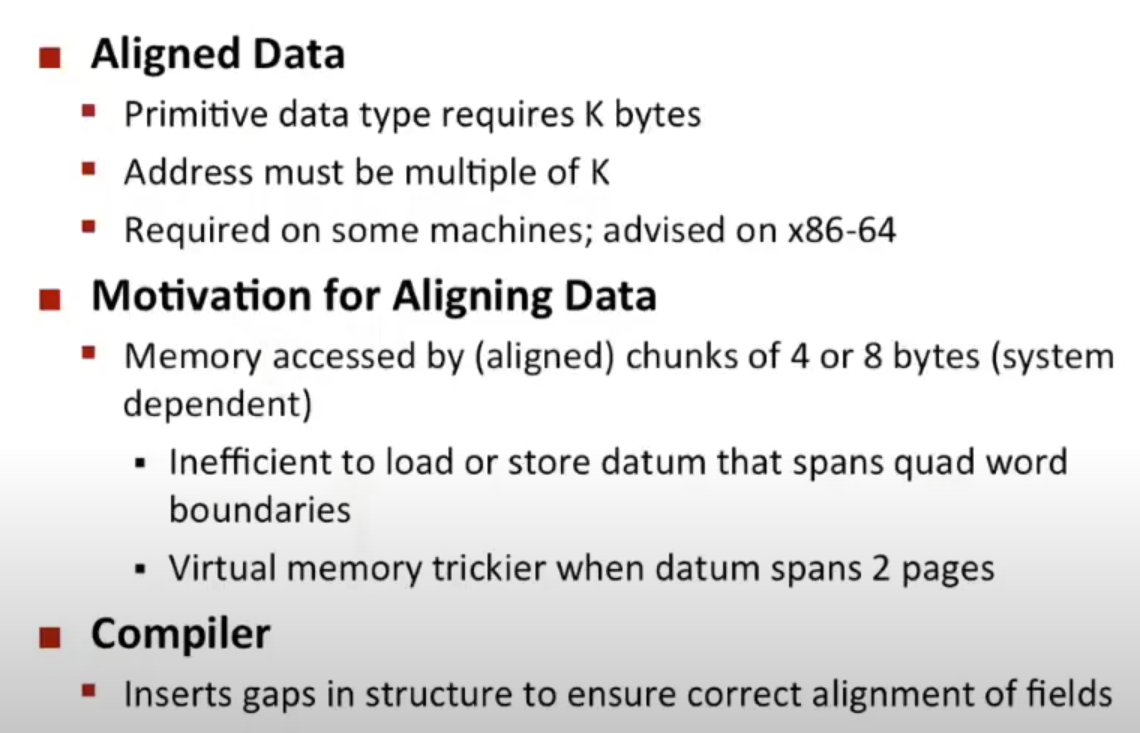 Aligned Data
Primitive data type requires K bytes
Address must be multiple of K
Required on some machines; advised on x86-64
Motivation for Aligning Data
Memory accessed by (aligned) chunks of 4 or 8 bytes (system
dependent)
Inefficient to load or store datum that spans quad word
boundaries
Virtual memory trickier when datum spans 2 pages
Compiler
Inserts gaps in structure to ensure correct alignment of fields